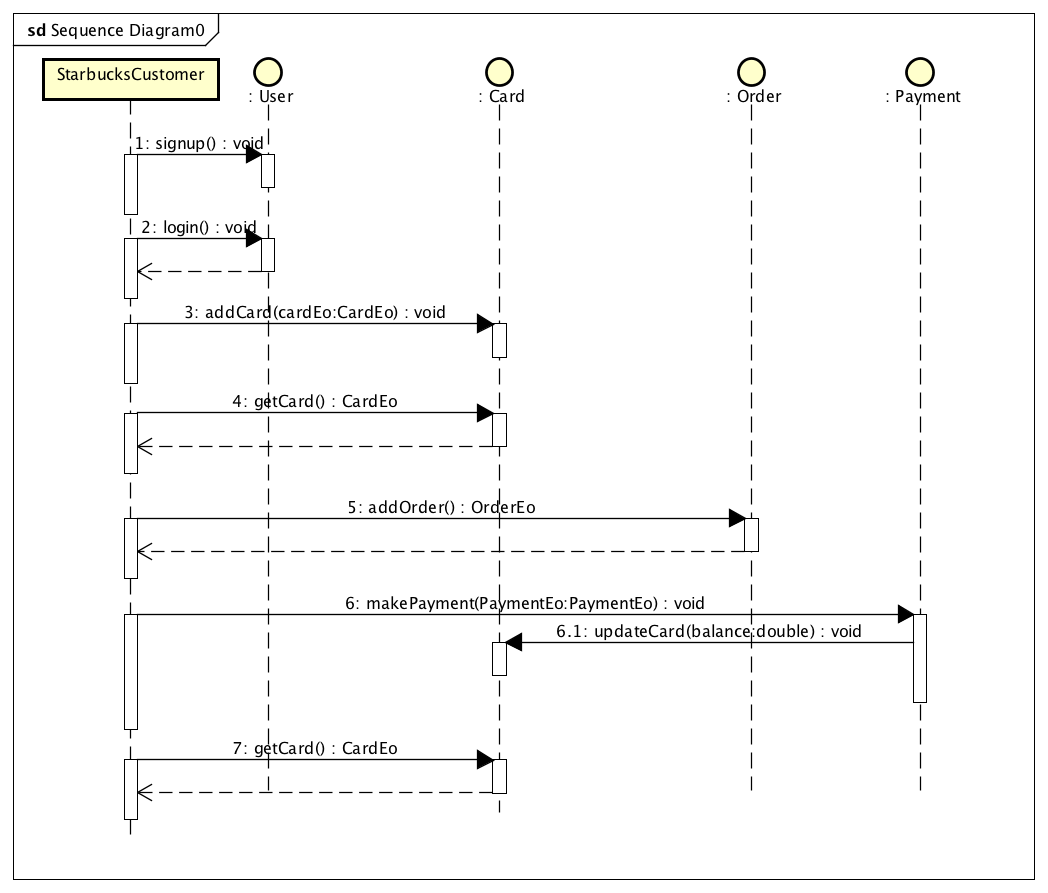 sd Sequence Diagram0
StarbucksCustomer
: User
: Card
: Order
: Payment
1: signup() : void
2: login() : void
3: addCard(cardEo:CardEo) : void
4: getCard() : CardEo
5: addOrder() : OrderEo
6: makePayment(PaymentEo:PaymentEo) : void
6.1: updateCard(balance:double) : void
7: getCard() : CardEo